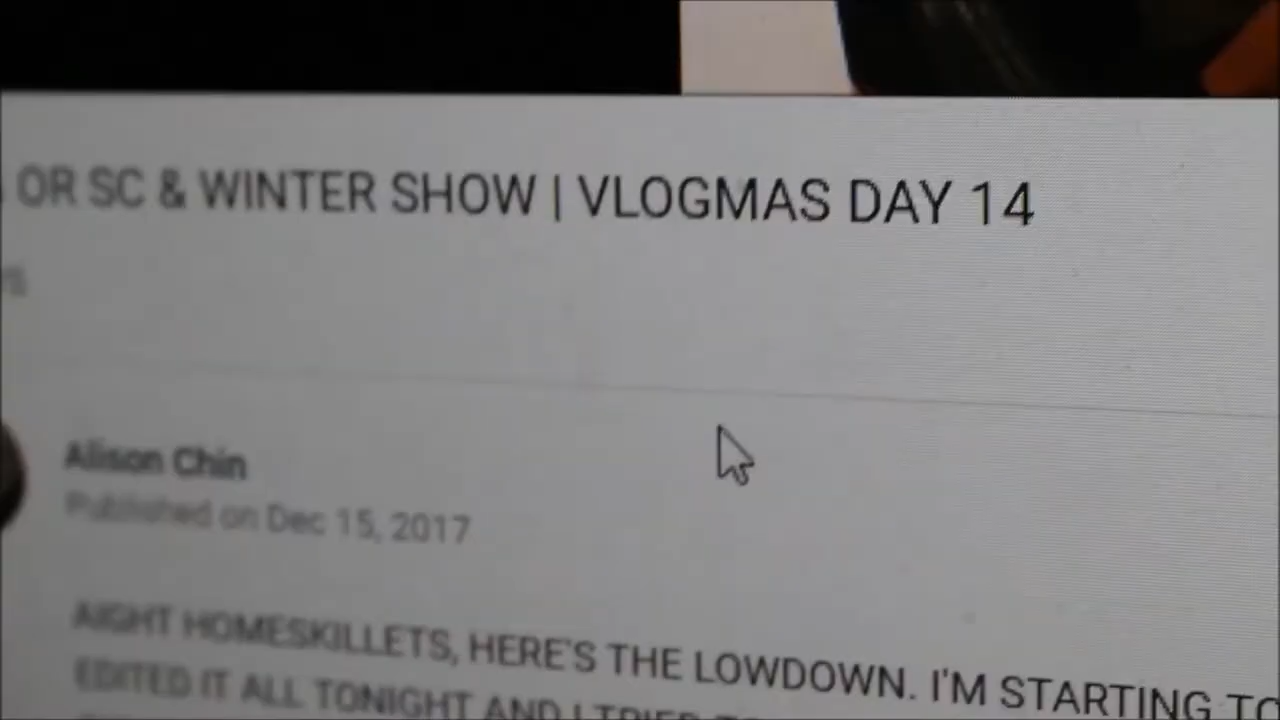 OR SC & WINTER SHOW | VLOGMAS DAY 14
Alison Chin
Published on Dec 15, 2017
AIGHT HOMESKILLETS, HERE'S THE LOWDOWN. I'M STARTING TO
EDITED IT ALL TONIGHT AND I TRIED